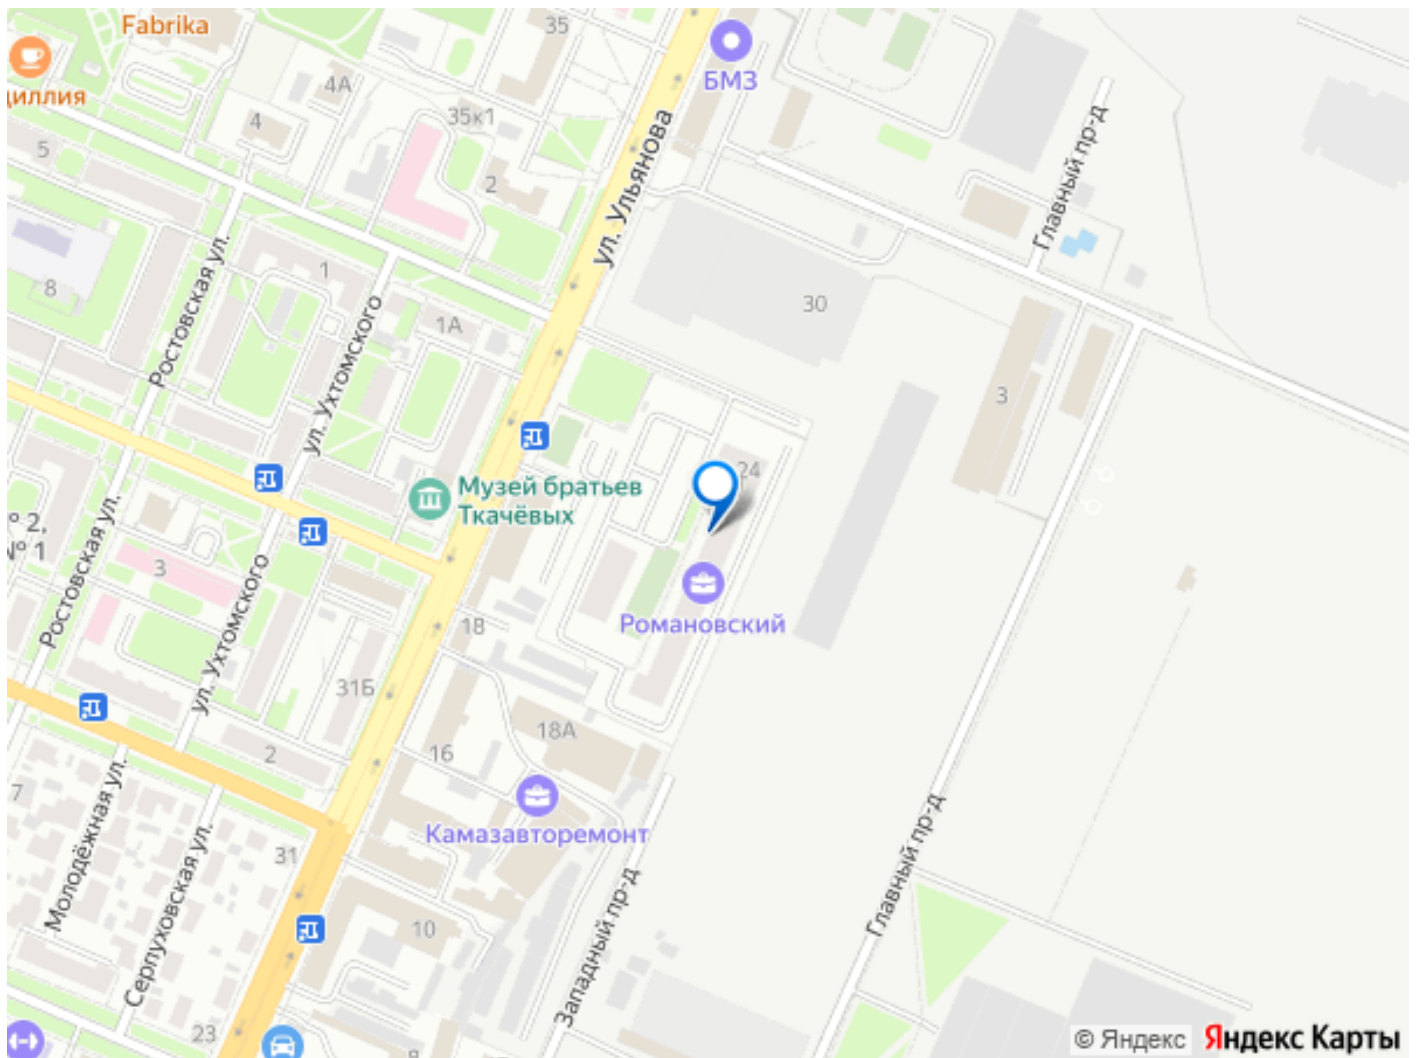 Fabrika
35
БМЗ
4А
диллия
4
35к1
5
2
ул. Ульянова
Главный пр-д
Ростовская ул.
1
8
30
1А
ул. Ухтомского
3
24
Музей братьев
Ткачёвых
№ 2,
№ 1
Ростовская ул.
3
ул. Ухтомского
Романовский
18
31Б
18А
16
2
7
Молодёжная ул.
Камазавторемонт
Серпуховская ул.
31
Главный пр-д
10
Западный пр-д
23
8
© Яндекс Яндекс Карты